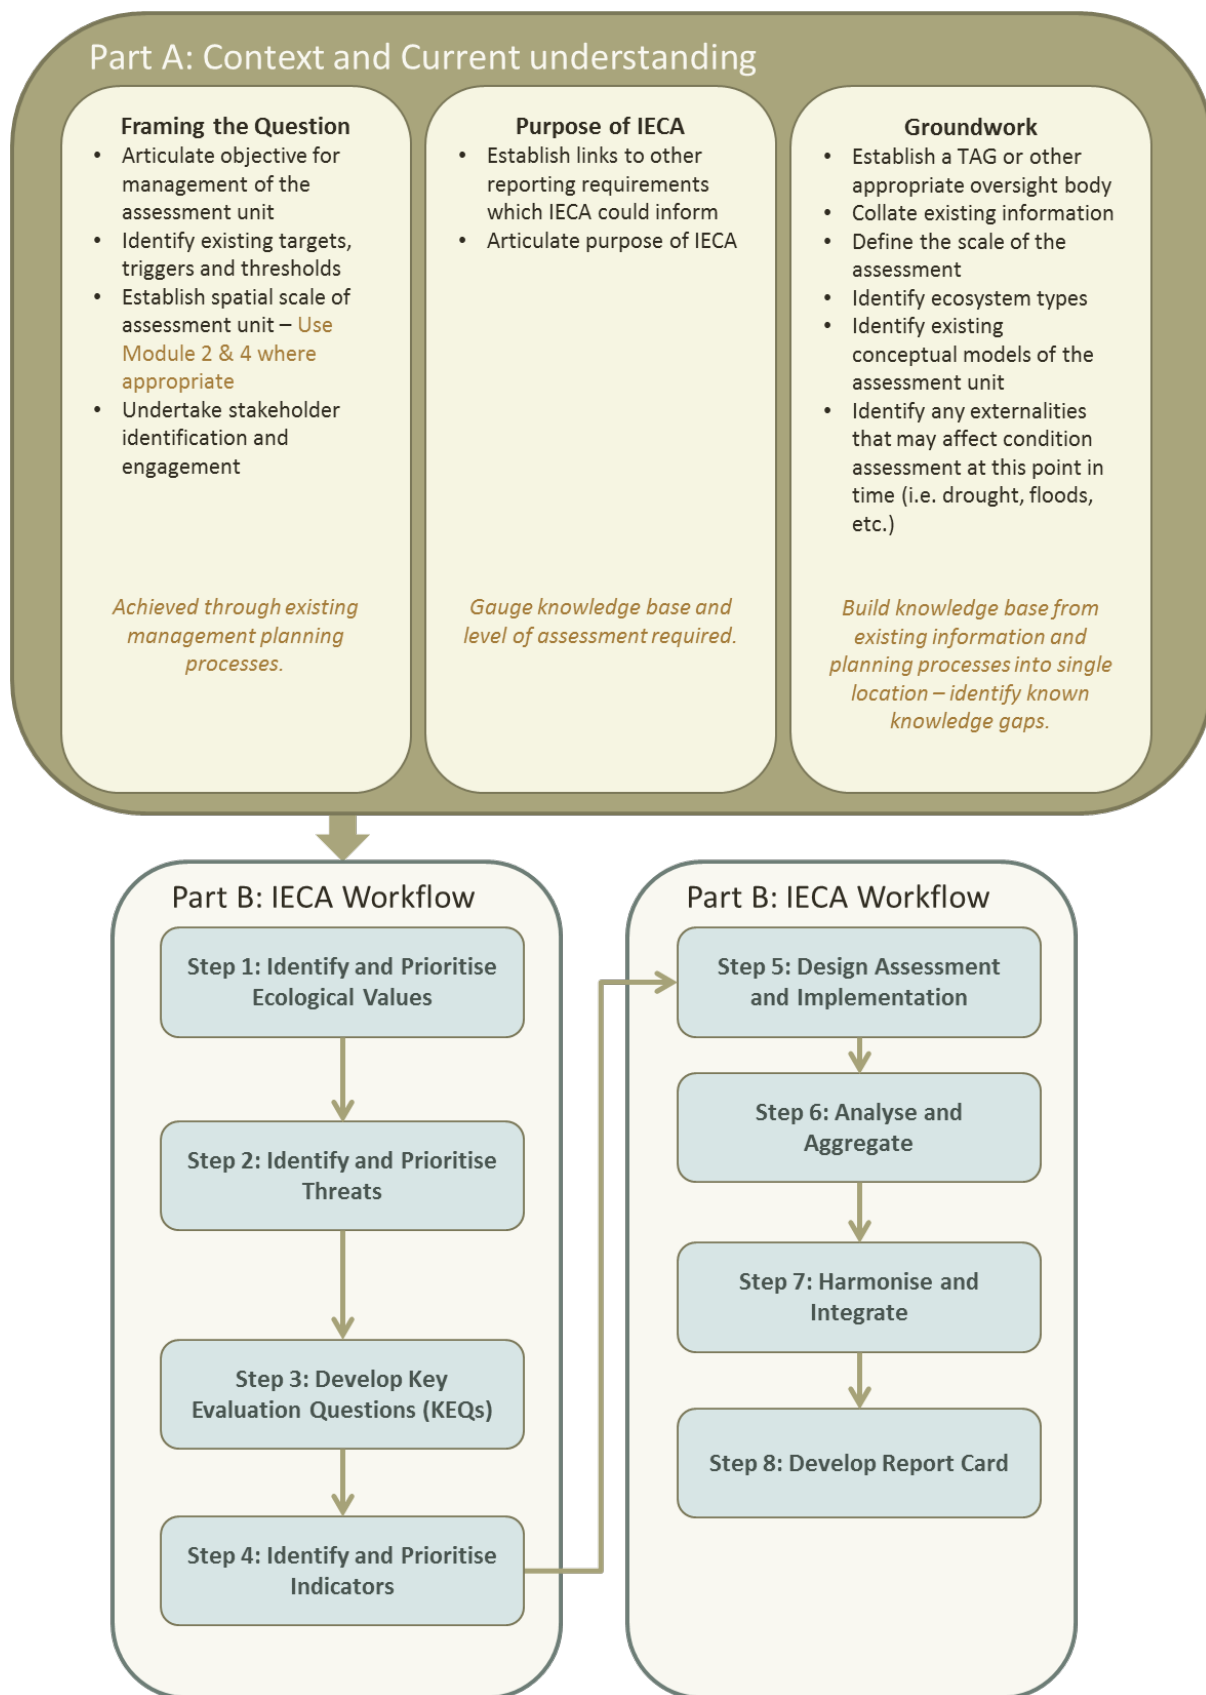 Part A: Context and Current understanding
Framing the Question
• Articulate objective for
management of the
assessment unit
• Identify existing targets,
triggers and thresholds
• Establish spatial scale of
assessment unit – Use
Module 2 & 4 where
appropriate
• Undertake stakeholder
identification and
engagement
Achieved through existing
management planning
processes.
Purpose of IECA
• Establish links to other
reporting requirements
which IECA could inform
• Articulate purpose of IECA
Gauge knowledge base and
level of assessment required.
Groundwork
• Establish a TAG or other
appropriate oversight body
• Collate existing information
• Define the scale of the
assessment
• Identify ecosystem types
• Identify existing
conceptual models of the
assessment unit
• Identify any externalities
that may affect condition
assessment at this point in
time (i.e. drought, floods,
etc.)
Build knowledge base from
existing information and
planning processes into single
location – identify known
knowledge gaps.
Part B: IECA Workflow
Step 1: Identify and Prioritise
Ecological Values
Step 2: Identify and Prioritise
Threats
Step 3: Develop Key
Evaluation Questions (KEQs)
Step 4: Identify and Prioritise
Indicators
Part B: IECA Workflow
Step 5: Design Assessment
and Implementation
Step 6: Analyse and
Aggregate
Step 7: Harmonise and
Integrate
Step 8: Develop Report Card